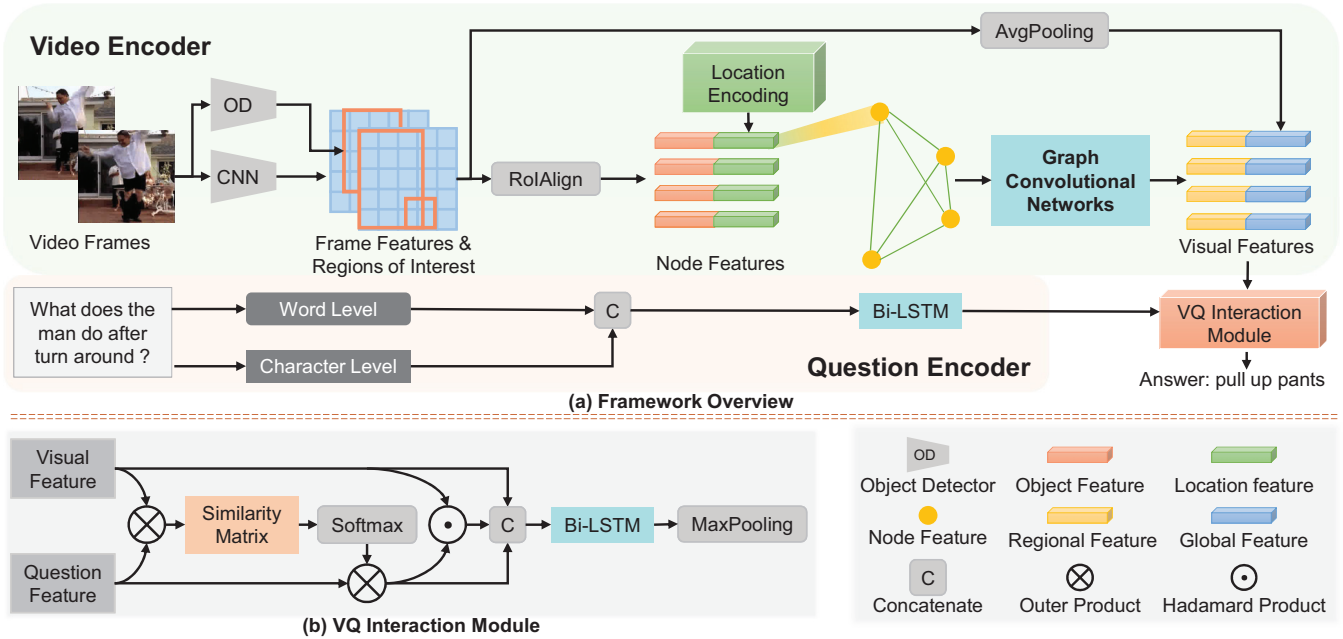 Video Encoder
OD
CNN
Video Frames
Frame Features &
Regions of Interest
RoIAlign
Location
Encoding
Node Features
AvgPooling
Graph
Convolutional
Networks
Visual Features
What does the
man do after
turn around ?
Word Level
Character Level
C
Bi-LSTM
Question Encoder
VQ Interaction
Module
Answer: pull up pants
(a) Framework Overview
Visual
Feature
Question
Feature
Similarity
Matrix
Softmax
C
Bi-LSTM
MaxPooling
(b) VQ Interaction Module
OD
Object Detector
Object Feature
Location feature
Node Feature
Regional Feature
Global Feature
C
Concatenate
Outer Product
Hadamard Product